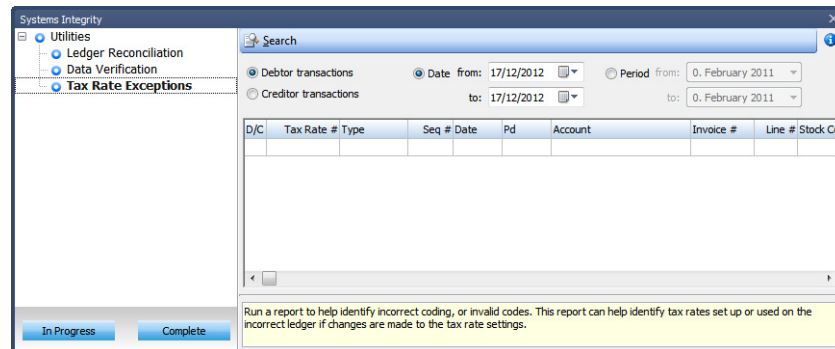 Systems Integrity
Utilities
Ledger Reconciliation
Data Verification
Tax Rate Exceptions
Search
Debtor transactions
Date from: 17/12/2012
Period from: 0. February 2011
Creditor transactions
to: 17/12/2012
to: 0. February 2011
D/C Tax Rate # Type Seq # Date Pd Account Invoice # Line # Stock Co
Run a report to help identify incorrect coding, or invalid codes. This report can help identify tax rates set up or used on the
incorrect ledger if changes are made to the tax rate settings.
In Progress
Complete